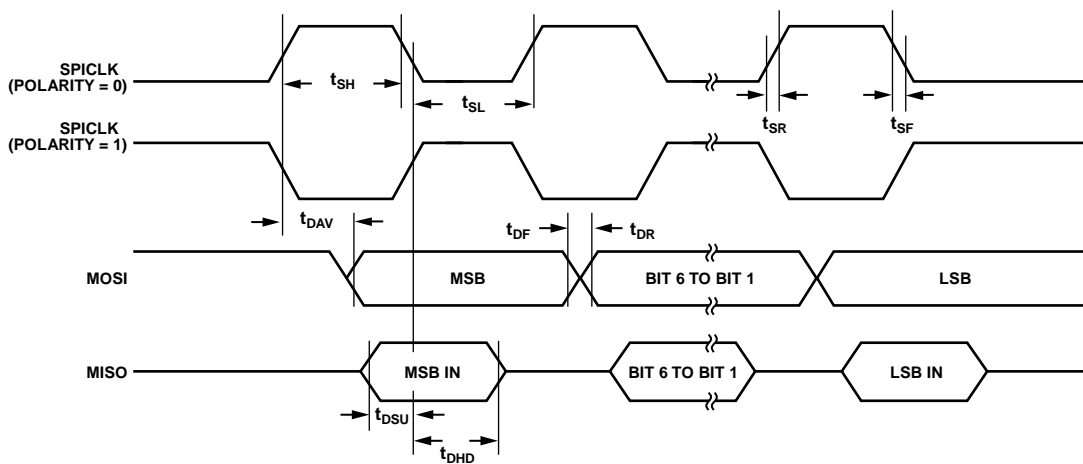 SPICLK
(POLARITY = 0)
tSH
tSL
tSR
tSF
SPICLK
(POLARITY = 1)
tDAV
tDF
tDR
MOSI
MSB
BIT 6 TO BIT 1
LSB
MISO
MSB IN
BIT 6 TO BIT 1
LSB IN
tDSU
tDHD